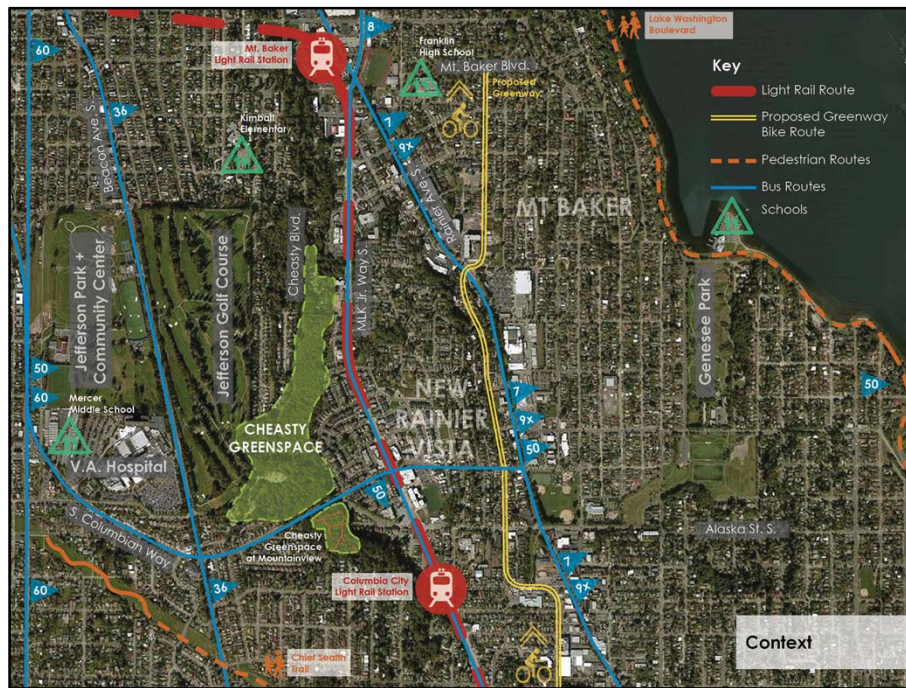 60
36
8
Lake Washington
Boulevard
Mt. Baker
Light Rail Station
Franklin
High School
Mt. Baker Blvd.
Proposed
Greenway
Key
Light Rail Route
Proposed Greenway
Bike Route
Pedestrian Routes
Bus Routes
Schools
Kimball
Elementary
Beacon Ave. S.
7
9x
Rainier Ave. S.
MT BAKER
Jefferson Park +
Community Center
Jefferson Golf Course
Cheasty Blvd.
MLK Jr. Way S.
Genesee Park
50
60
Mercer
Middle School
V.A. Hospital
CHEASTY
GREENSPACE
NEW
RAINIER
VISTA
7
9x
50
50
50
S. Columbian Way
Cheasty
Greenspace
at Mountainview
Alaska St. S.
60
36
Columbia City
Light Rail Station
7
9x
Chief Sealth
Trail
Context